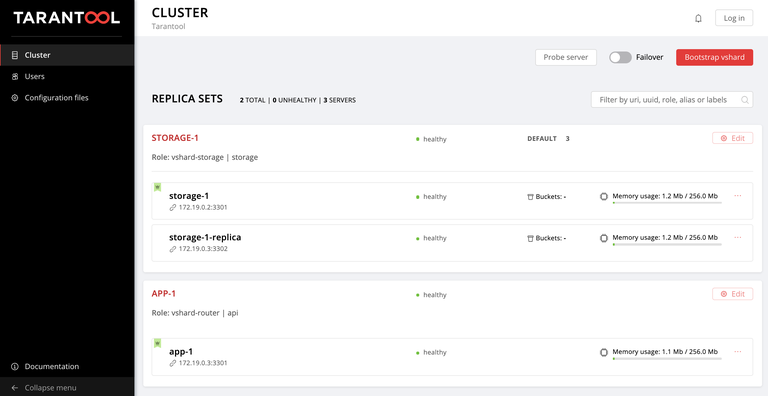 TARANTOOL
Cluster
Users
Configuration files
Documentation
Collapse menu
CLUSTER
Tarantool
Log in
Probe server
Failover
Bootstrap vshard
REPLICA SETS
2 TOTAL | 0 UNHEALTHY | 3 SERVERS
Filter by uri, uuid, role, alias or labels
STORAGE-1
healthy
DEFAULT 3
Edit
Role: vshard-storage | storage
storage-1
172.19.0.2:3301
healthy
Buckets: -
Memory usage: 1.2 Mb / 256.0 Mb
storage-1-replica
172.19.0.3:3302
healthy
Buckets: -
Memory usage: 1.2 Mb / 256.0 Mb
APP-1
healthy
Edit
Role: vshard-router | api
app-1
172.19.0.3:3301
healthy
Memory usage: 1.1 Mb / 256.0 Mb